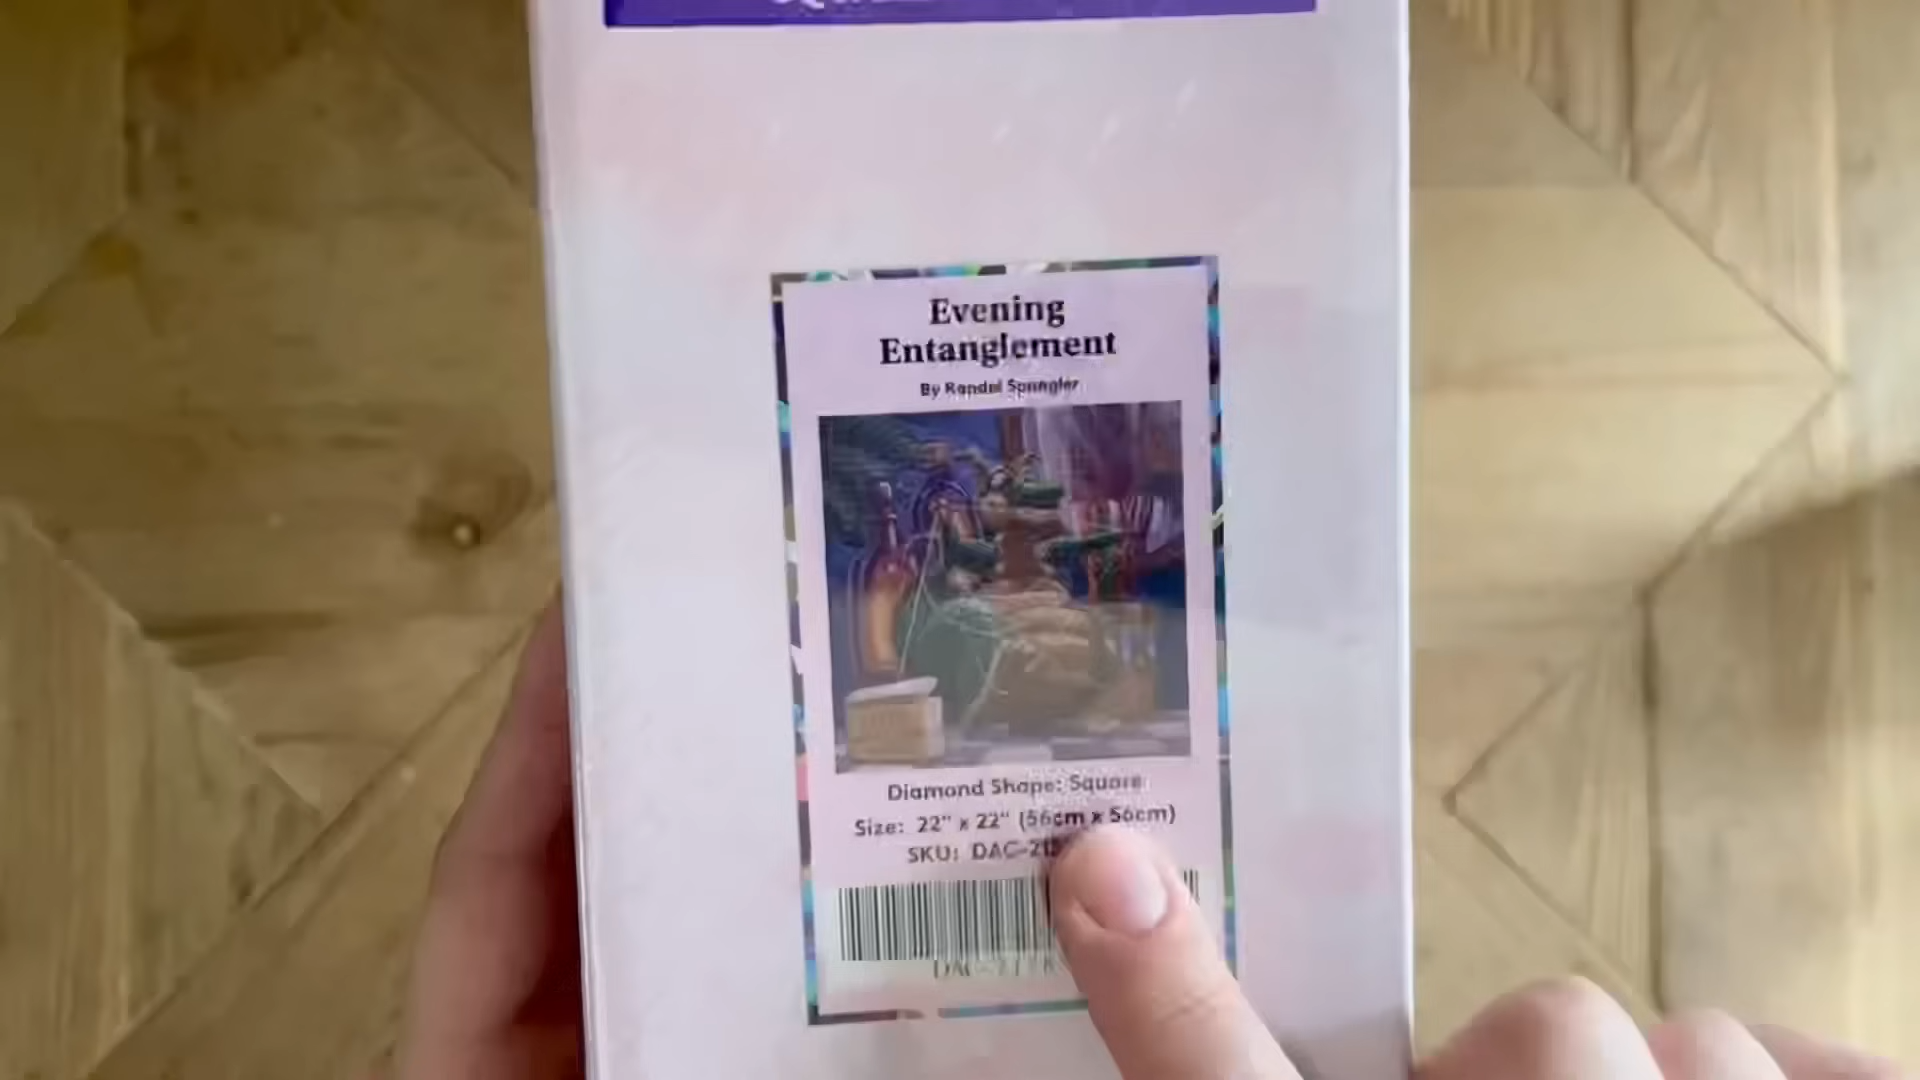 Evening
Entanglement
By Randal Spangler
Diamond Shape: Square
Size: 22" x 22" (56cm x 56cm)
SKU: DAC-21